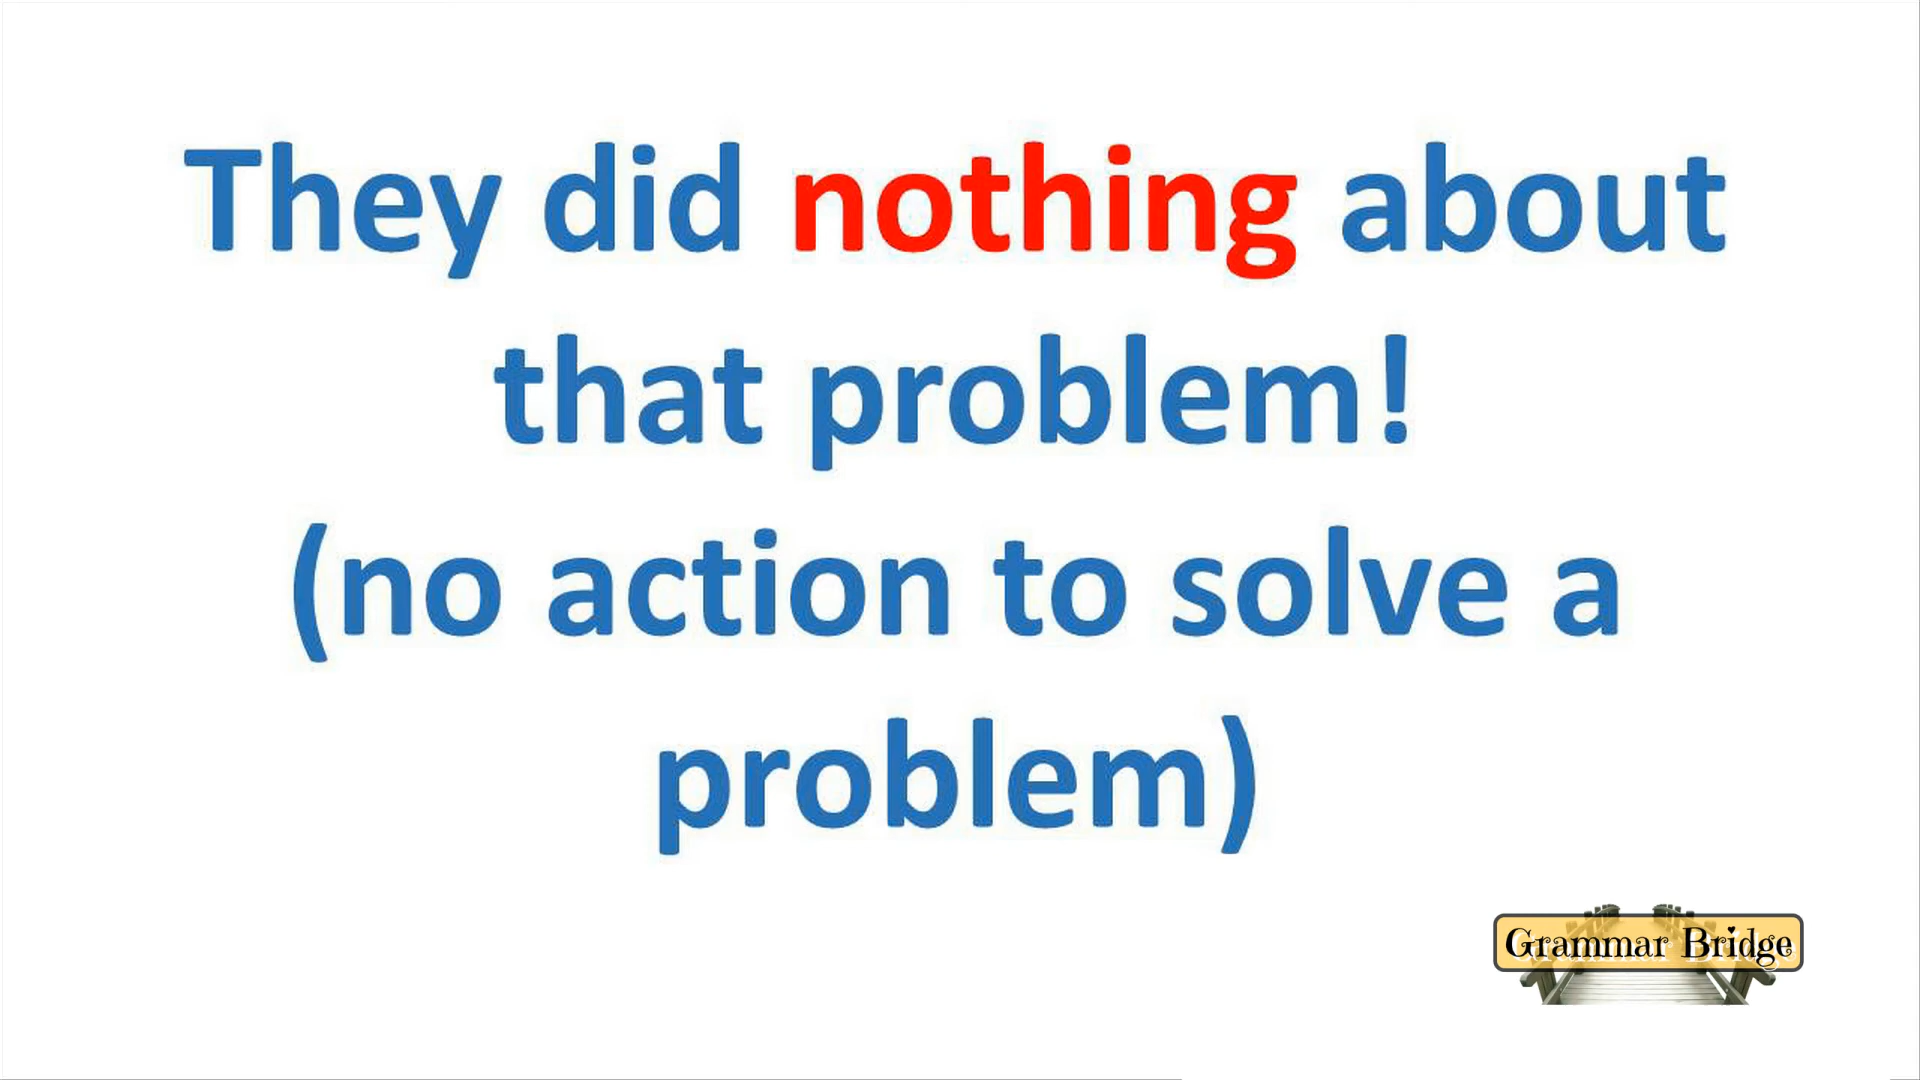 They did nothing about
that problem!
(no action to solve a
problem)
Grammar Bridge